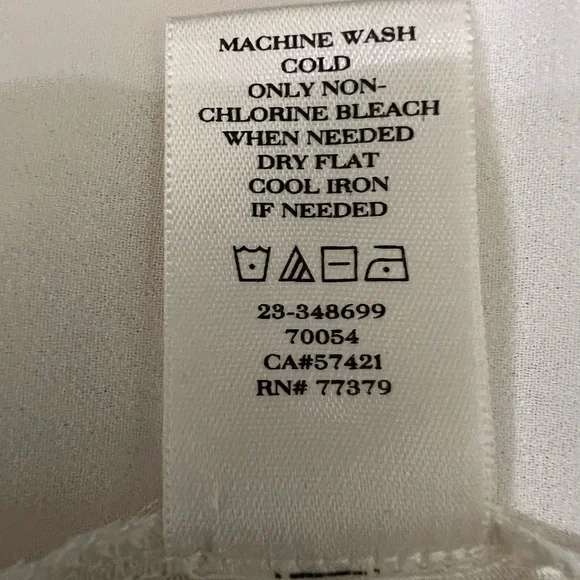 MACHINE WASH
COLD
ONLY NON-
CHLORINE BLEACH
WHEN NEEDED
DRY FLAT
COOL IRON
IF NEEDED
23-348699
70054
CA#57421
RN# 77379